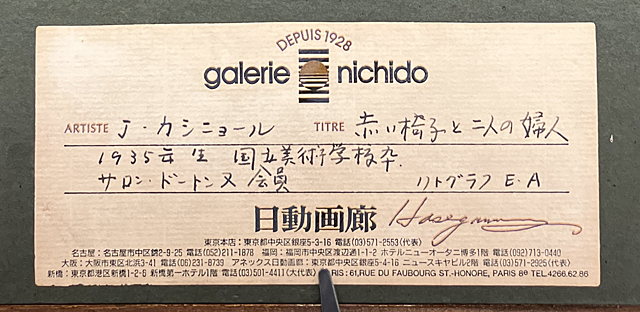 DEPUIS 1928
galerie nichido
ARTISTE J・カシニョール TITRE 赤い椅子と二人の婦人
1935年生 国立美術学校卒.
サロン・ドートンヌ会員 リトグラフ E.A
日動画廊 Hasegawa
東京本店：東京都中央区銀座5-3-16 電話(03)571-2553(代表)
名古屋：名古屋市中区錦2-9-25 電話(052)211-1878 福岡：福岡市中央区渡辺通1-1-2 ホテルニューオータニ博多1階 電話(092)713-0440
大阪：大阪市東区北浜3-41 電話(06)231-8739 アネックス日動画廊：東京都中央区銀座5-4-16 ニュースキヤビル2階 電話(03)571-2925(代表)
新橋：東京都港区新橋1-2-6 新橋第一ホテル1階 電話(03)501-4411(大代表) PARIS：61,RUE DU FAUBOURG ST.-HONORE, PARIS 8e TEL.4266.62.86